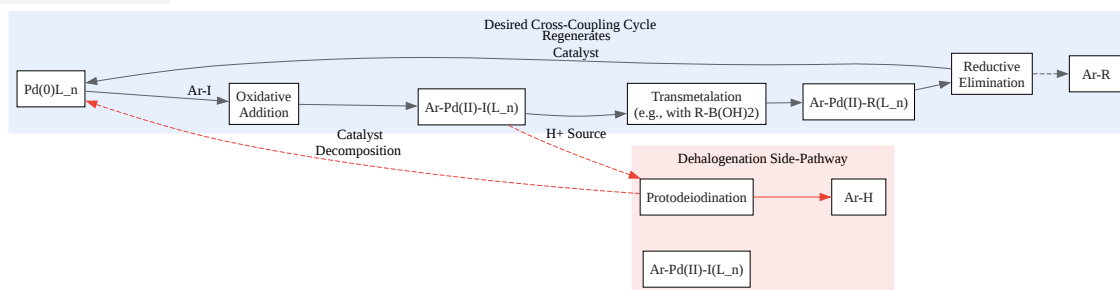 Desired Cross-Coupling Cycle
Regenerates
Catalyst
Pd(0)L_n
Ar-I
Oxidative
Addition
Ar-Pd(II)-I(L_n)
Transmetalation
(e.g., with R-B(OH)2)
Ar-Pd(II)-R(L_n)
Reductive
Elimination
Ar-R
Catalyst
Decomposition
H+ Source
Dehalogenation Side-Pathway
Protodeiodination
Ar-H
Ar-Pd(II)-I(L_n)